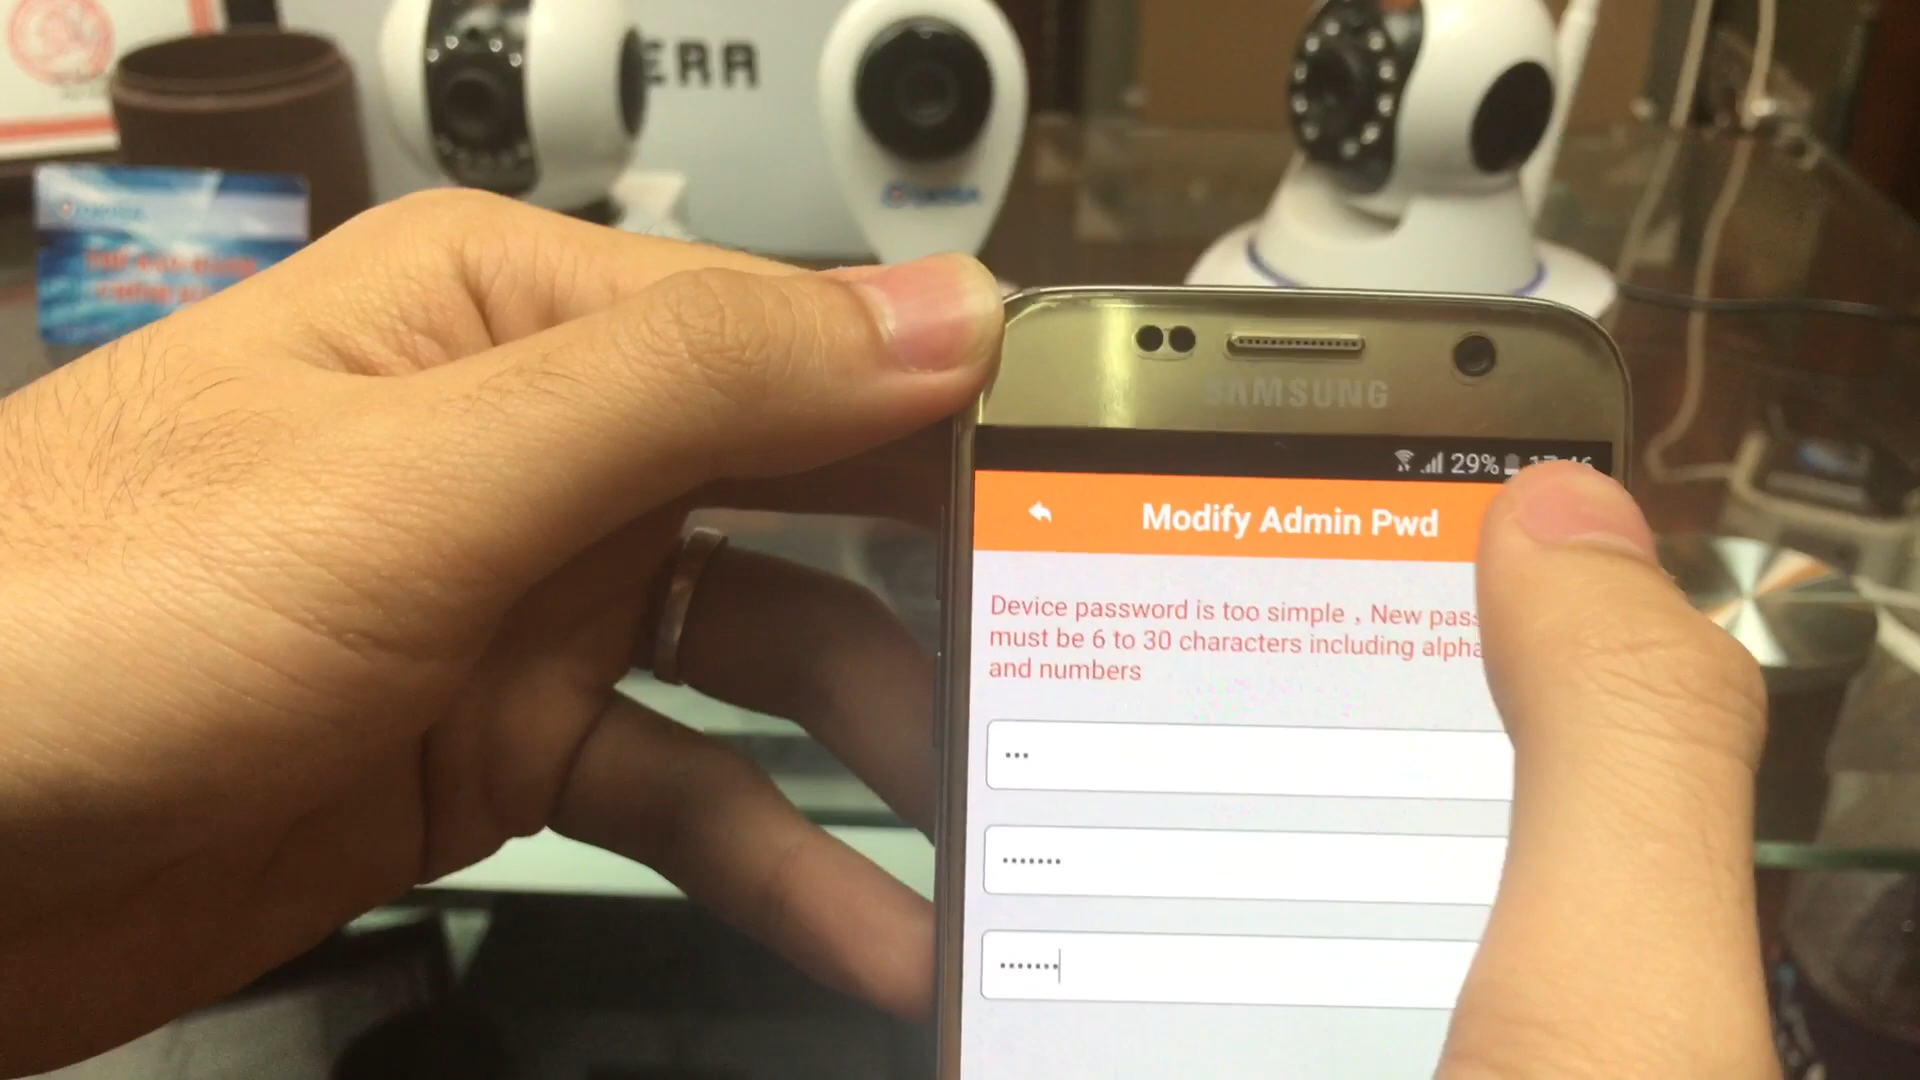 ERA
SAMSUNG
29%
Modify Admin Pwd
Device password is too simple , New pass
must be 6 to 30 characters including alpha
and numbers